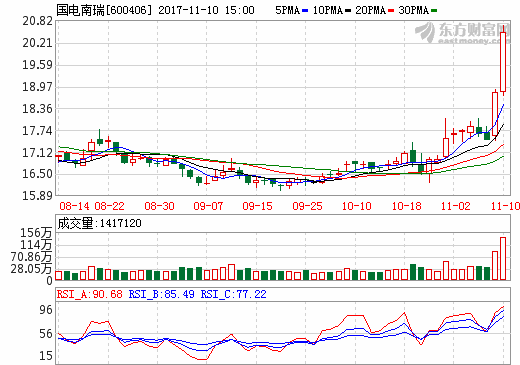 国电南瑞[600406] 2017-11-10 15:00 5PMA 10PMA 20PMA 30PMA
东方财富网
eastmoney.com
20.82
20.21
19.59
18.97
18.36
17.74
17.12
16.50
15.89
08-14 08-22 08-30 09-07 09-15 09-25 10-10 10-18 11-02 11-10
成交量:1417120
156万
114万
70.86万
28.05万
0
RSI_A:90.68 RSI_B:85.49 RSI_C:77.22
96
56
15